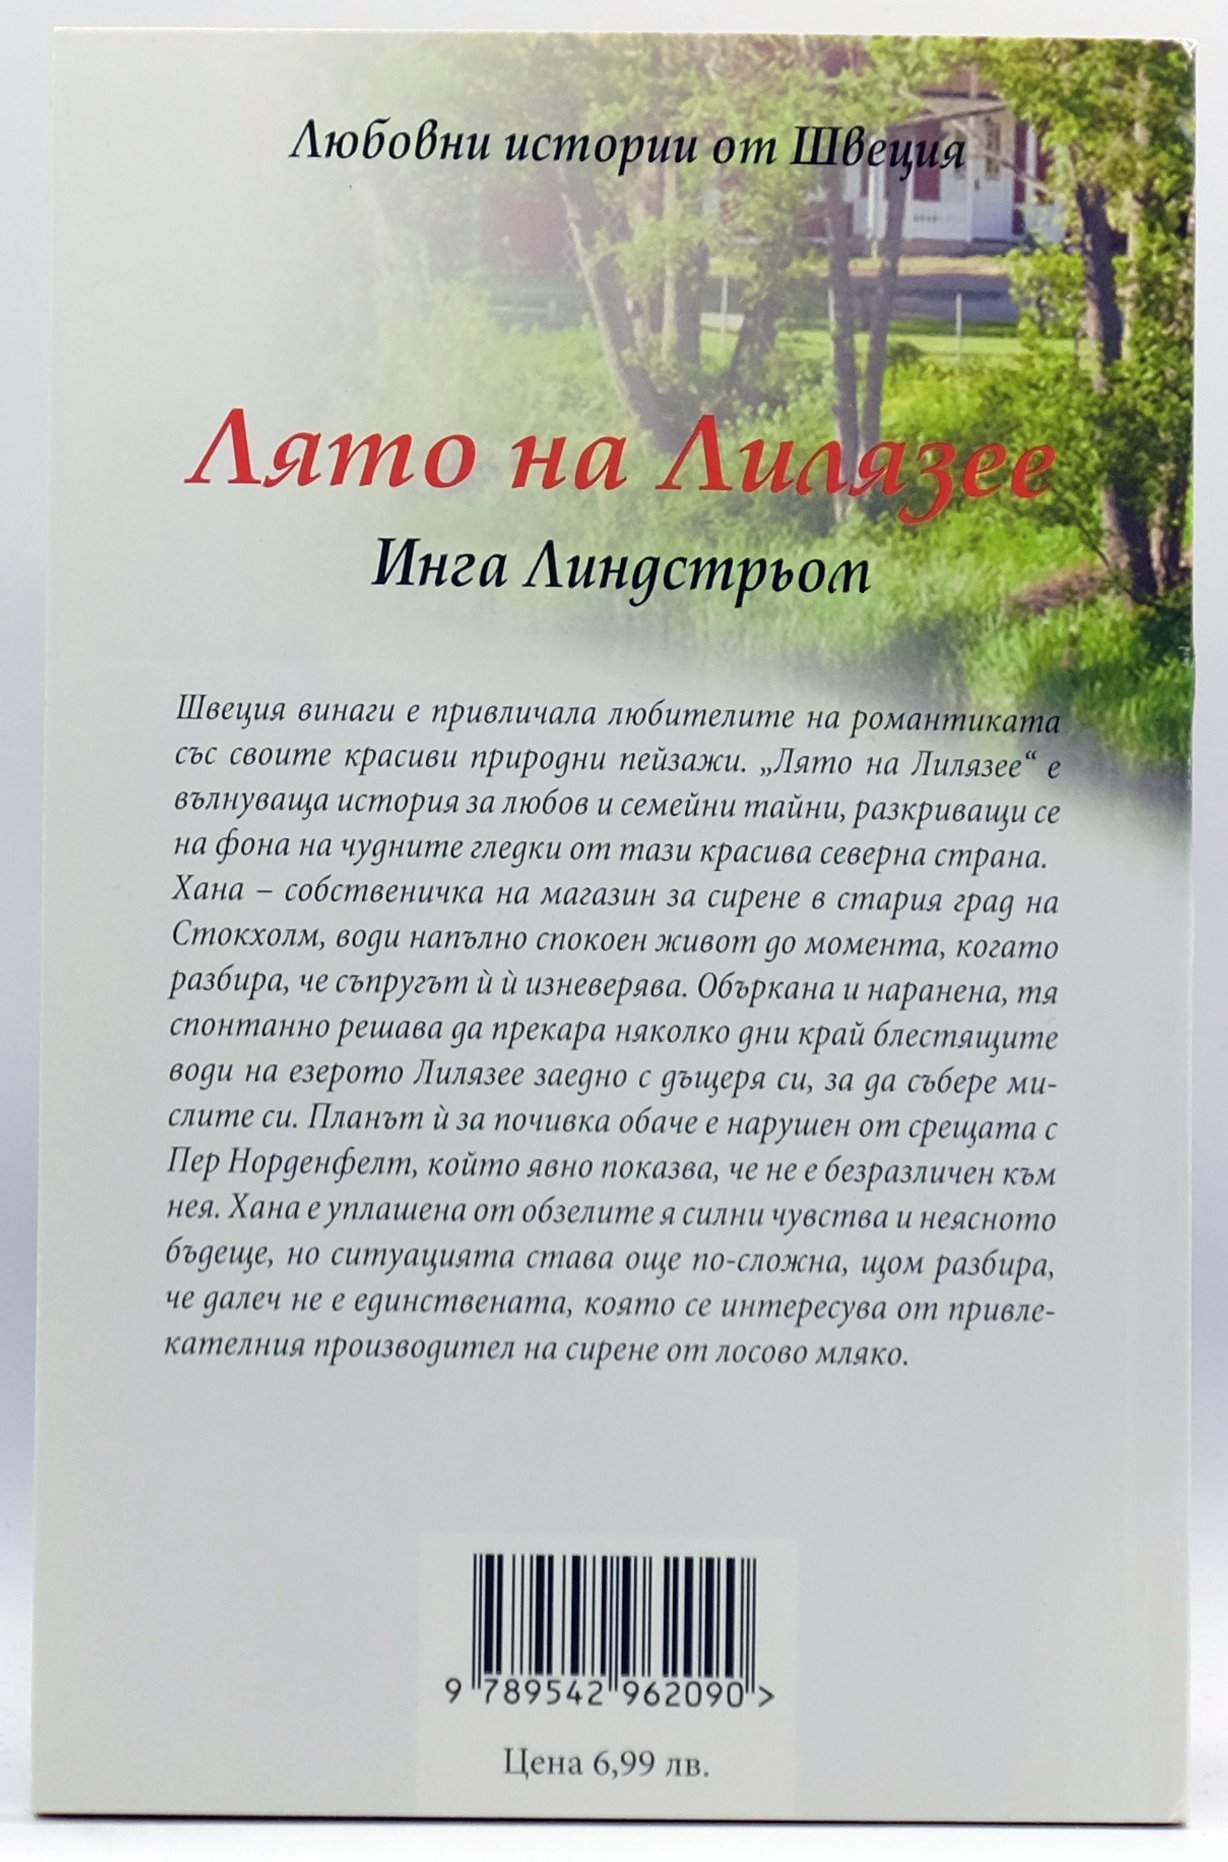 Любовни истории от Швеция
Лято на Лилязее
Инга Линдстрьом
Швеция винаги е привличала любителите на романтиката
със своите красиви природни пейзажи. „Лято на Лилязее“ е
вълнуваща история за любов и семейни тайни, разкриващи се
на фона на чудните гледки от тази красива северна страна.
Хана – собственичка на магазин за сирене в стария град на
Стокхолм, води напълно спокоен живот до момента, когато
разбира, че съпругът ѝ ѝ изневерява. Объркана и наранена, тя
спонтанно решава да прекара няколко дни край блестящите
води на езерото Лилязее заедно с дъщеря си, за да събере ми-
слите си. Планът ѝ за почивка обаче е нарушен от срещата с
Пер Норденфелт, който явно показва, че не е безразличен към
нея. Хана е уплашена от обзелите я силни чувства и неясното
бъдеще, но ситуацията става още по-сложна, щом разбира,
че далеч не е единствената, която се интересува от привле-
кателния производител на сирене от лосово мляко.
9 789542 962090 >
Цена 6,99 лв.